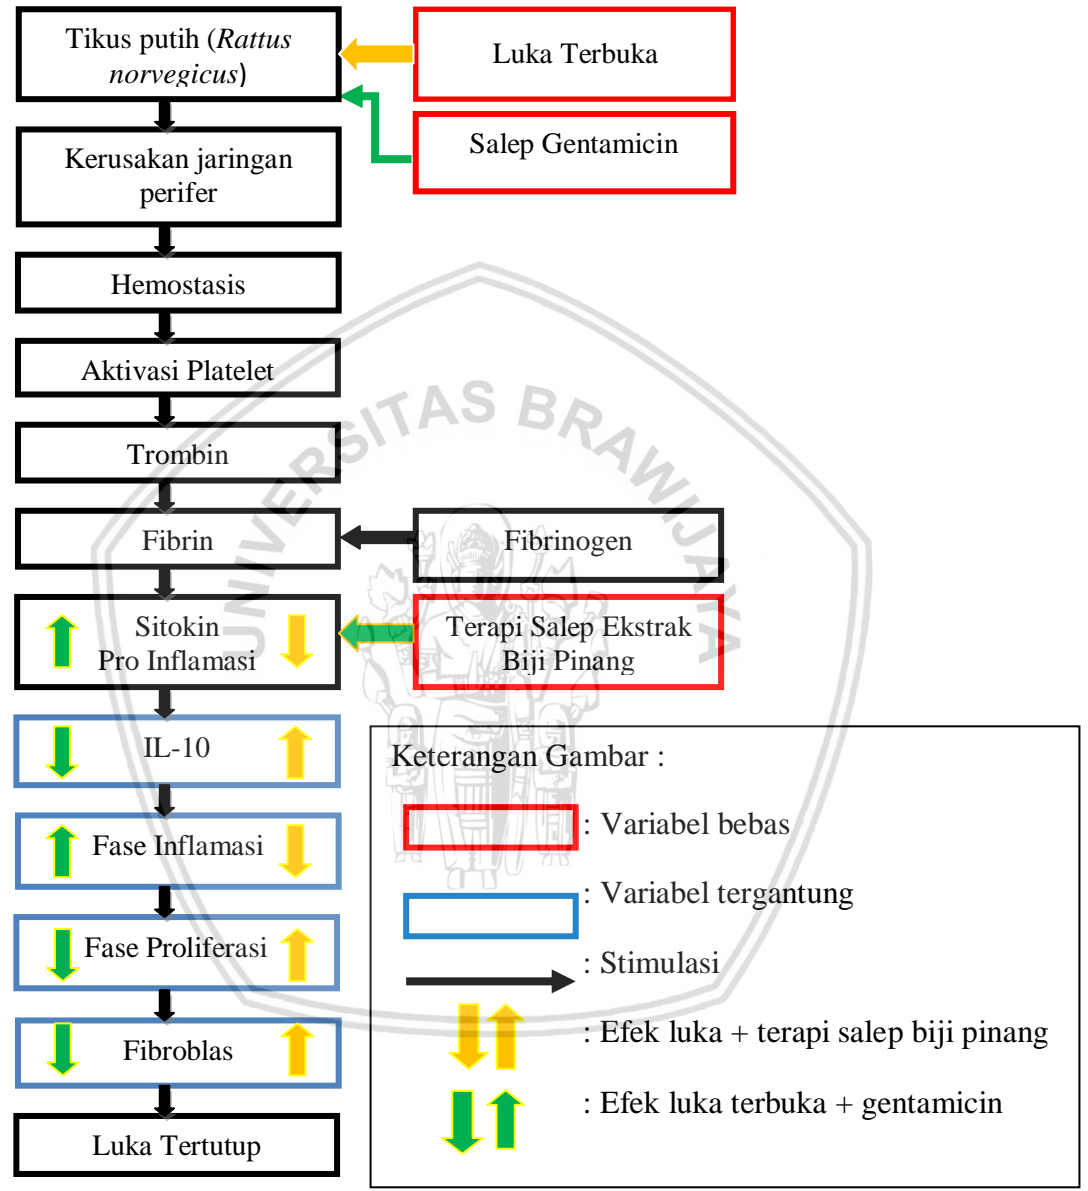 Tikus putih (Rattus
norvegicus)
Luka Terbuka
Salep Gentamicin
Kerusakan jaringan
perifer
Hemostasis
Aktivasi Platelet
Trombin
Fibrin
Fibrinogen
Sitokin
Pro Inflamasi
Terapi Salep Ekstrak
Biji Pinang
IL-10
Fase Inflamasi
Fase Proliferasi
Fibroblas
Luka Tertutup
Keterangan Gambar :
: Variabel bebas
: Variabel tergantung
: Stimulasi
: Efek luka + terapi salep biji pinang
: Efek luka terbuka + gentamicin
UNIVERSITAS BRAWIJAYA